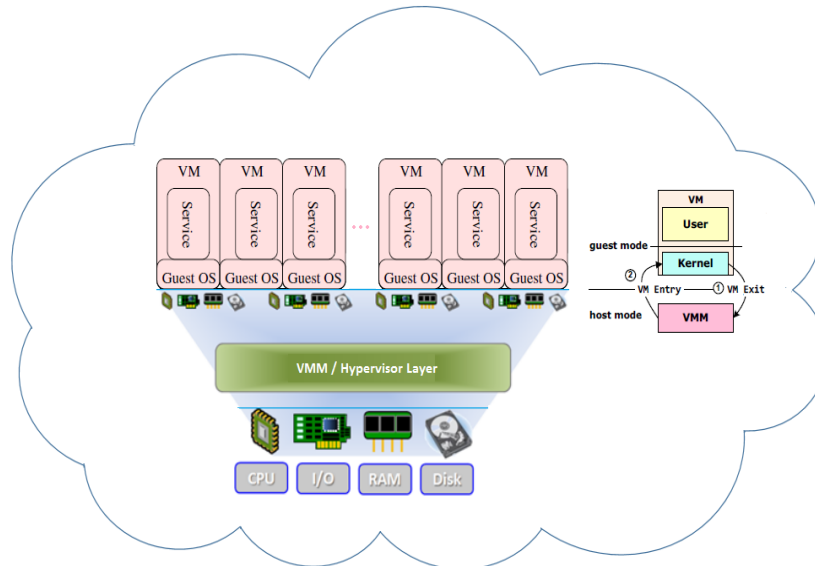 VM VM VM VM VM VM
Service Service Service ... Service Service Service
Guest OS Guest OS Guest OS Guest OS Guest OS Guest OS
VMM / Hypervisor Layer
CPU I/O RAM Disk
VM
User
guest mode
Kernel
② ①
VM Entry VM Exit
host mode
VMM